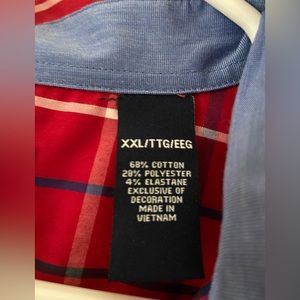 XXL/TTG/EEG
68% COTTON
28% POLYESTER
4% ELASTANE
EXCLUSIVE OF
DECORATION
MADE IN
VIETNAM